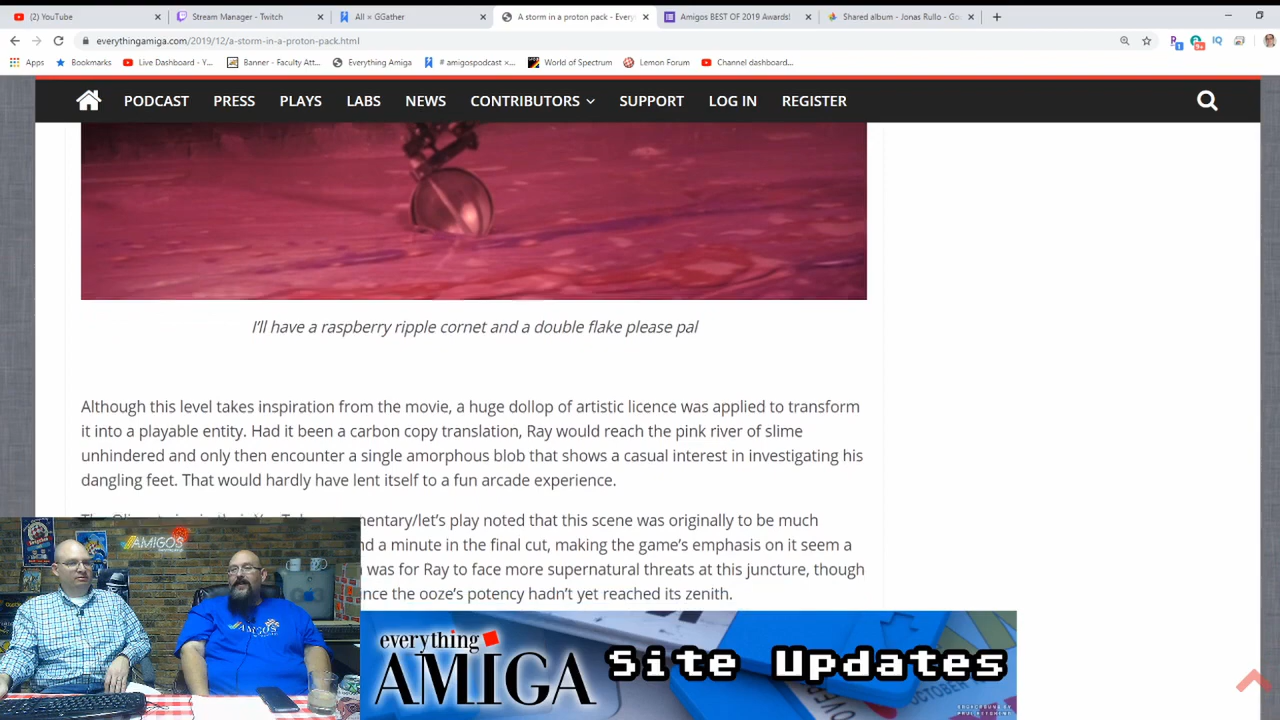 (2) YouTube
Stream Manager - Twitch
All × GGather
A storm in a proton pack - Every
Amigos BEST OF 2019 Awards!
Shared album - Jonas Rullo - Go
everythingamiga.com/2019/12/a-storm-in-a-proton-pack.html
Apps
Bookmarks
Live Dashboard - Y...
Banner - Faculty Att...
Everything Amiga
# amigospodcast ×...
World of Spectrum
Lemon Forum
Channel dashboard...
PODCAST PRESS PLAYS LABS NEWS CONTRIBUTORS SUPPORT LOG IN REGISTER
I'll have a raspberry ripple cornet and a double flake please pal
Although this level takes inspiration from the movie, a huge dollop of artistic licence was applied to transform
it into a playable entity. Had it been a carbon copy translation, Ray would reach the pink river of slime
unhindered and only then encounter a single amorphous blob that shows a casual interest in investigating his
dangling feet. That would hardly have lent itself to a fun arcade experience.
noted that this scene was originally to be much
a minute in the final cut, making the game's emphasis on it seem a
was for Ray to face more supernatural threats at this juncture, though
the ooze's potency hadn't yet reached its zenith.
AMIGOS
AMIGOS
everything
AMIGA
Site Updates
OCTOBER